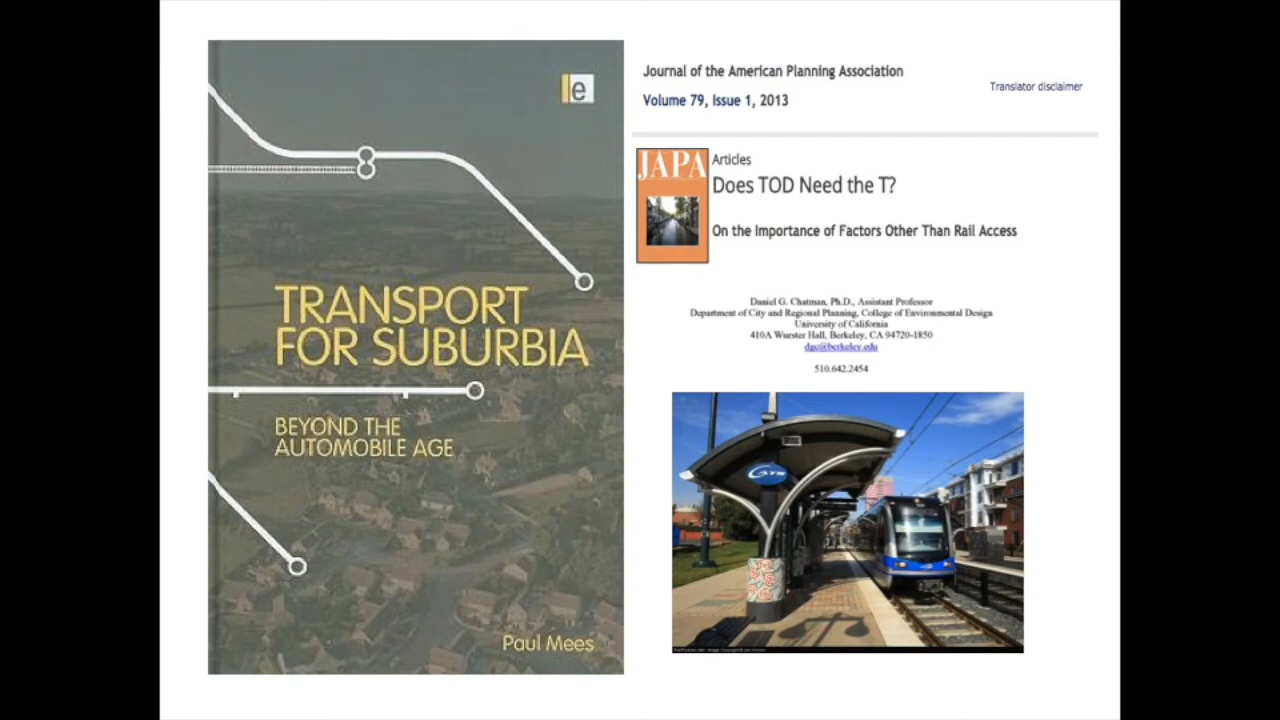 e
TRANSPORT
FOR SUBURBIA
BEYOND THE
AUTOMOBILE AGE
Paul Mees
Journal of the American Planning Association
Volume 79, Issue 1, 2013
Translator disclaimer
JAPA
Articles
Does TOD Need the T?
On the Importance of Factors Other Than Rail Access
Daniel G. Chatman, Ph.D., Assistant Professor
Department of City and Regional Planning, College of Environmental Design
University of California
410A Wurster Hall, Berkeley, CA 94720-1850
dgc@berkeley.edu
510.642.2454
CATS